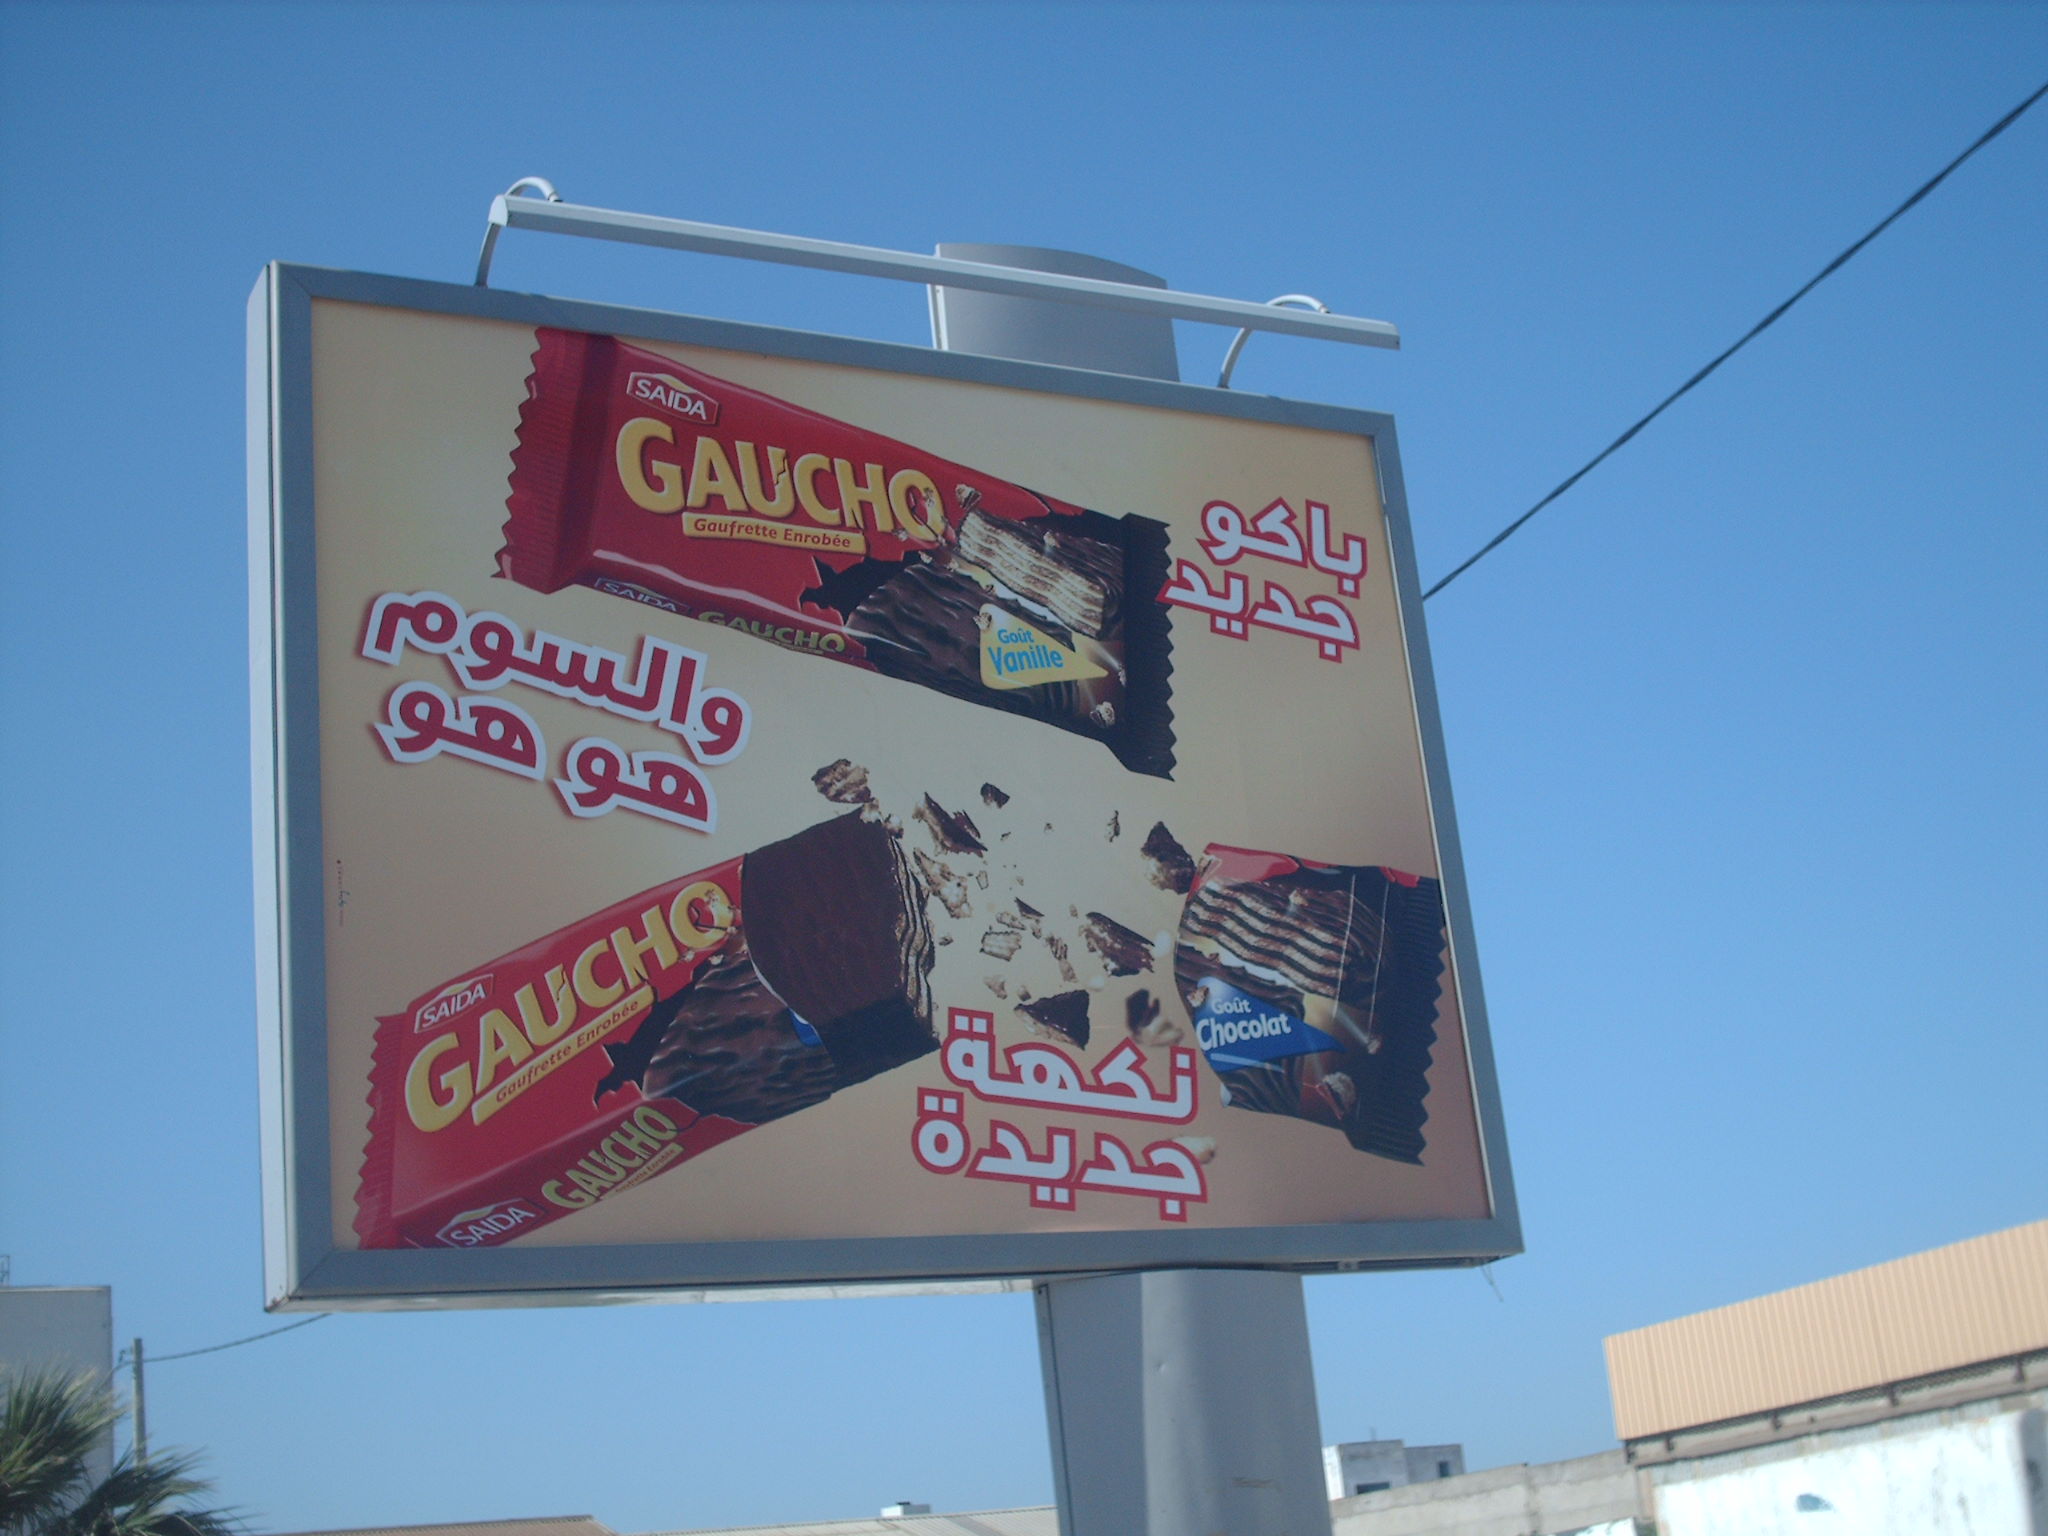 SAIDA
GAUCHO
Gaufrette Enrobée
SAIDA GAUCHO
Goût
Vanille
باكو
جديد
والسوم
هو هو
SAIDA
GAUCHO
Gaufrette Enrobée
SAIDA GAUCHO
Goût
Chocolat
نكهة
جديدة